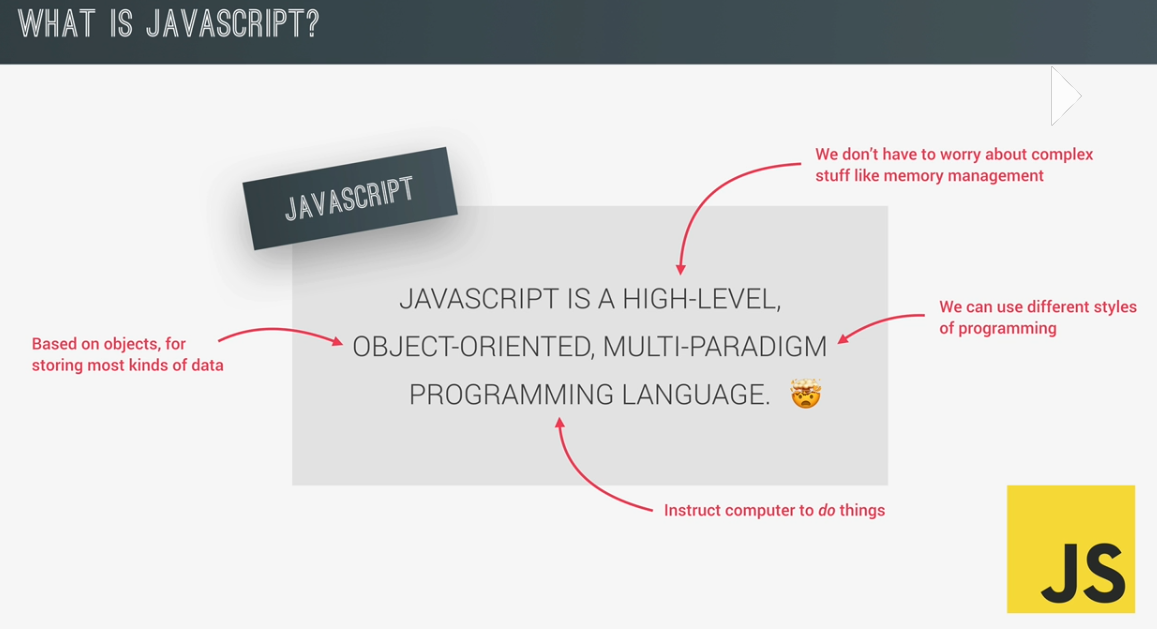 WHAT IS JAVASCRIPT?
We don't have to worry about complex
stuff like memory management
JAVASCRIPT
JAVASCRIPT IS A HIGH-LEVEL,
OBJECT-ORIENTED, MULTI-PARADIGM
PROGRAMMING LANGUAGE. 🤯
We can use different styles
of programming
Based on objects, for
storing most kinds of data
Instruct computer to do things
JS